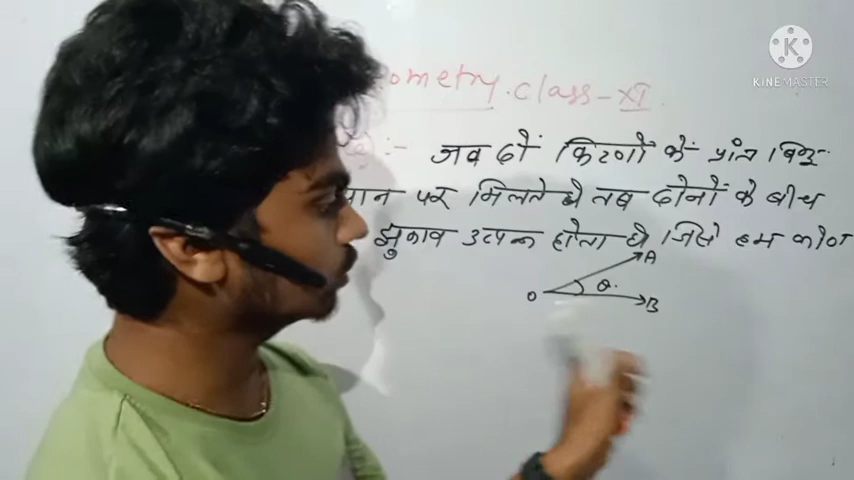 ometry. Class - XI.
:- जब दो किरणों के प्रांत बिन्दु
मान पर मिलते है तब दोनों के बीच
झुकाव उत्पन्न होता है जिसे हम कोण
A
O θ.
B
KINEMASTER